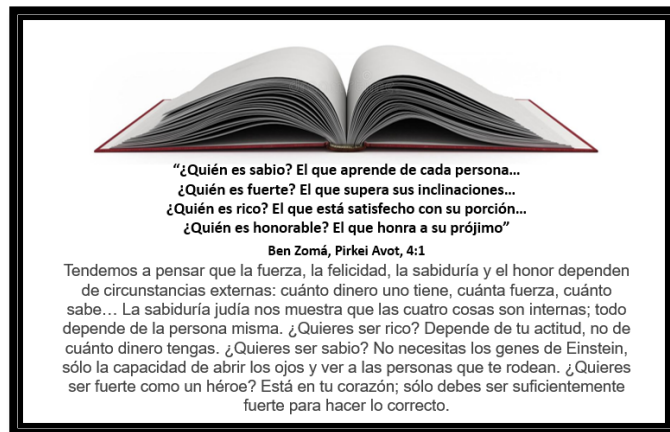 “¿Quién es sabio? El que aprende de cada persona...
¿Quién es fuerte? El que supera sus inclinaciones...
¿Quién es rico? El que está satisfecho con su porción...
¿Quién es honorable? El que honra a su prójimo”
Ben Zomá, Pirkei Avot, 4:1
Tendemos a pensar que la fuerza, la felicidad, la sabiduría y el honor dependen
de circunstancias externas: cuánto dinero uno tiene, cuánta fuerza, cuánto
sabe… La sabiduría judía nos muestra que las cuatro cosas son internas; todo
depende de la persona misma. ¿Quieres ser rico? Depende de tu actitud, no de
cuánto dinero tengas. ¿Quieres ser sabio? No necesitas los genes de Einstein,
sólo la capacidad de abrir los ojos y ver a las personas que te rodean. ¿Quieres
ser fuerte como un héroe? Está en tu corazón; sólo debes ser suficientemente
fuerte para hacer lo correcto.